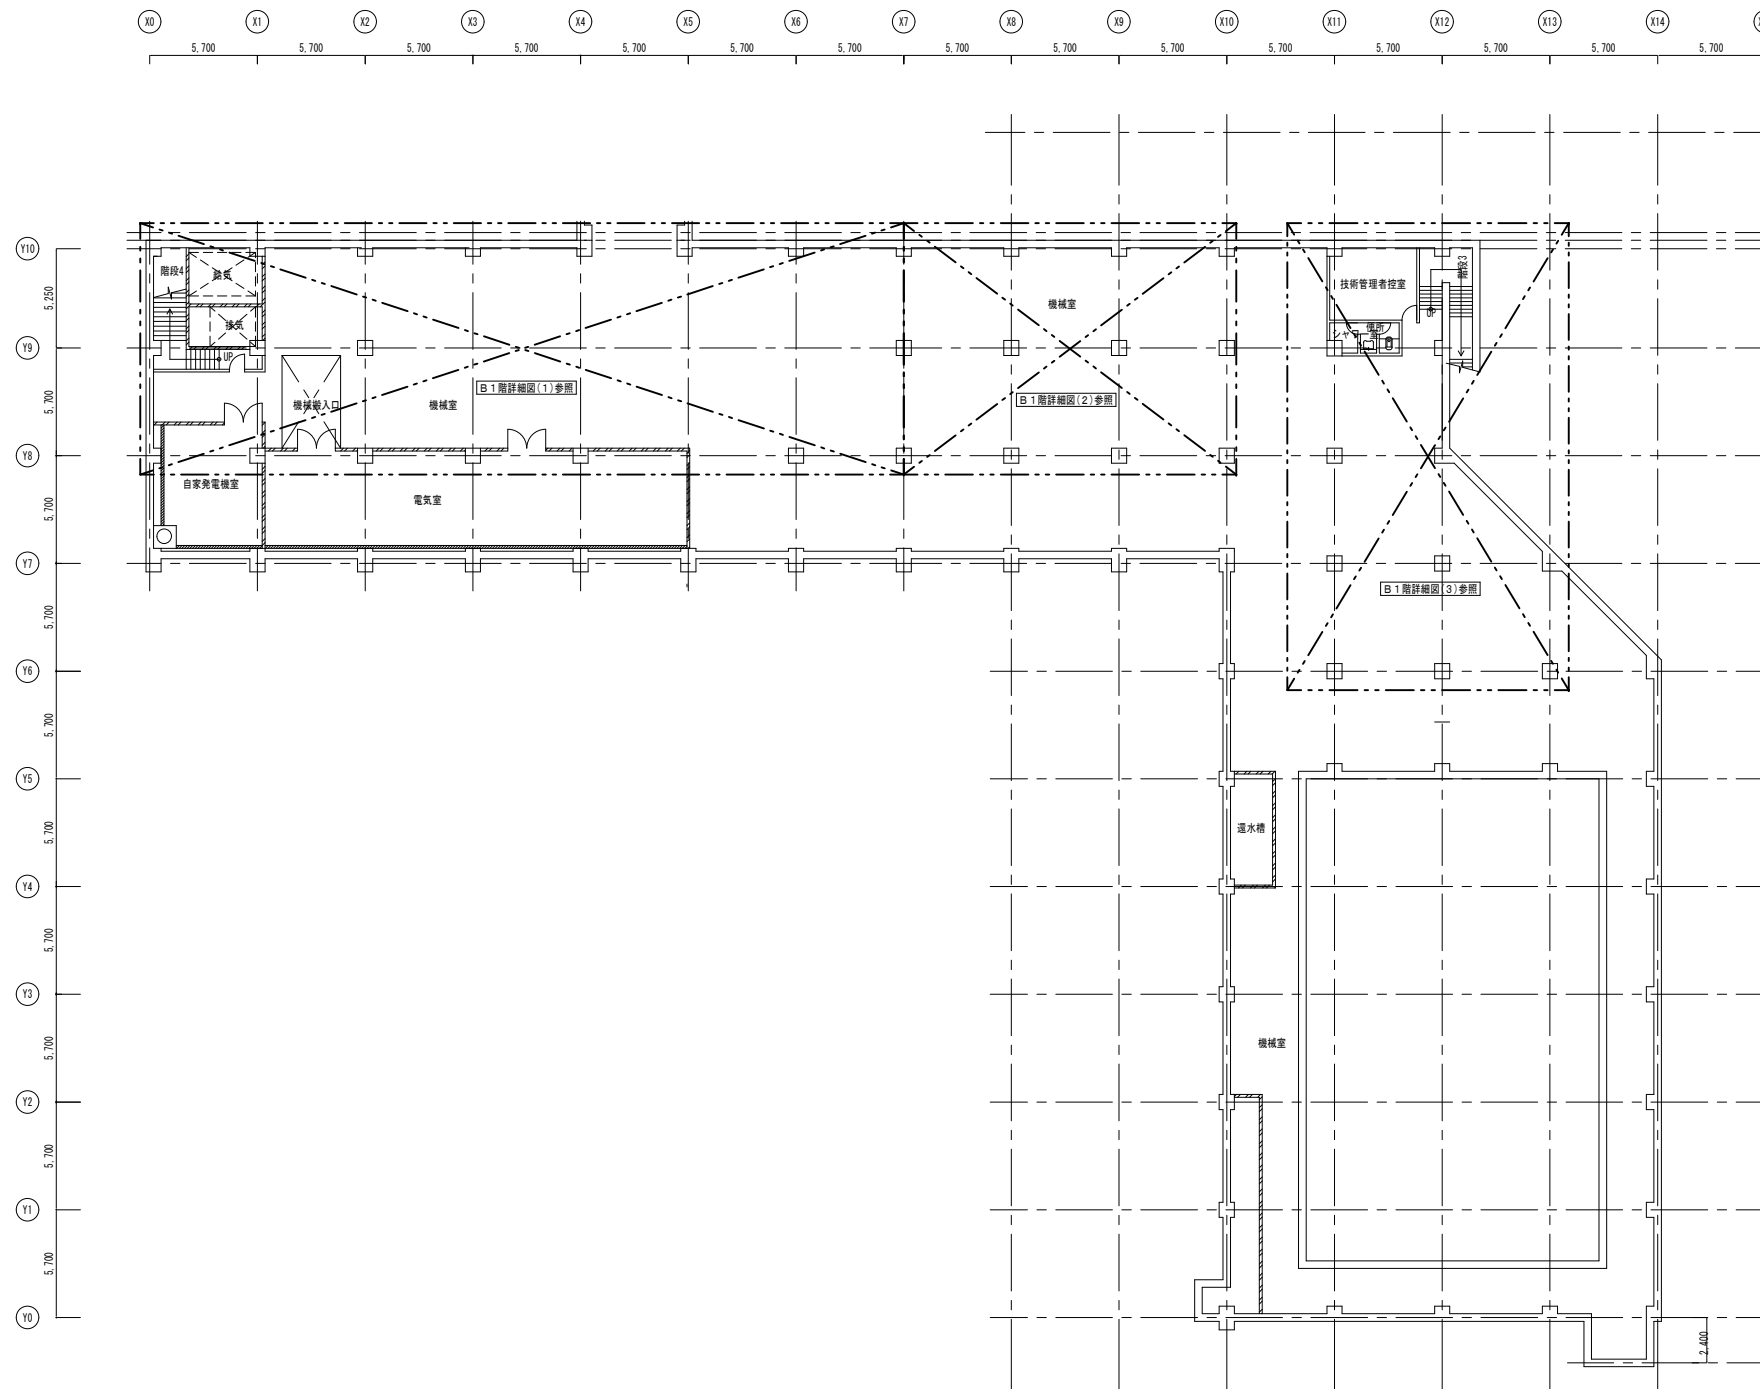 X0 X1 X2 X3 X4 X5 X6 X7 X8 X9 X10 X11 X12 X13 X14
5,700 5,700 5,700 5,700 5,700 5,700 5,700 5,700 5,700 5,700 5,700 5,700 5,700 5,700 5,700
Y10
5,250
Y9
5,700
Y8
5,700
Y7
5,700
Y6
5,700
Y5
5,700
Y4
5,700
Y3
5,700
Y2
5,700
Y1
5,700
Y0
階段4
給気
排気
UP
機械搬入口
機械室
B1階詳細図(1)参照
自家発電機室
電気室
機械室
B1階詳細図(2)参照
技術管理者控室
階段3
UP
便所
B1階詳細図(3)参照
還水槽
機械室
2,400